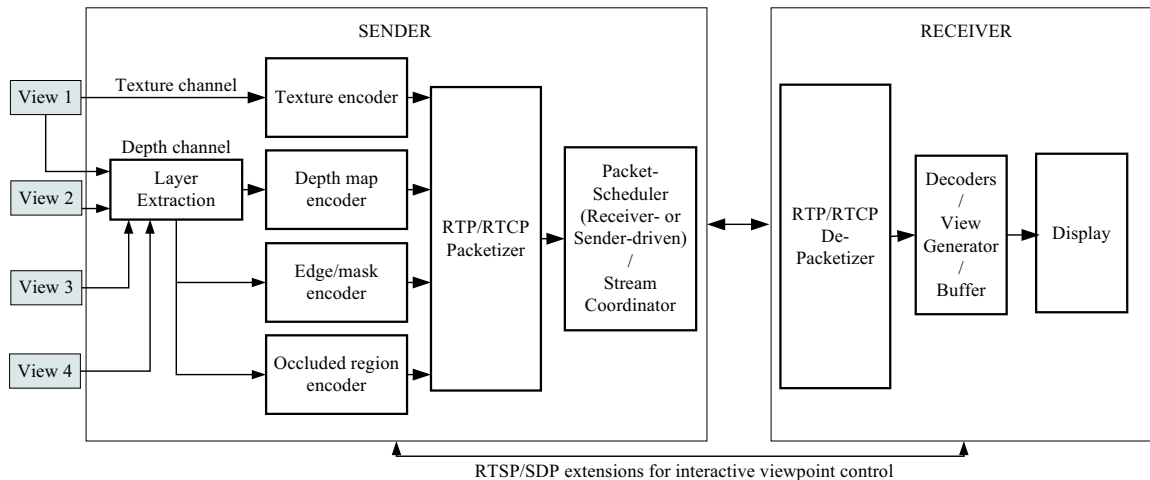 SENDER
RECEIVER
View 1
Texture channel
Texture encoder
Depth channel
View 2
Layer
Extraction
Depth map
encoder
View 3
Edge/mask
encoder
View 4
Occluded region
encoder
RTP/RTCP
Packetizer
Packet-
Scheduler
(Receiver- or
Sender-driven)
/
Stream
Coordinator
RTP/RTCP
De-
Packetizer
Decoders
/
View
Generator
/
Buffer
Display
RTSP/SDP extensions for interactive viewpoint control